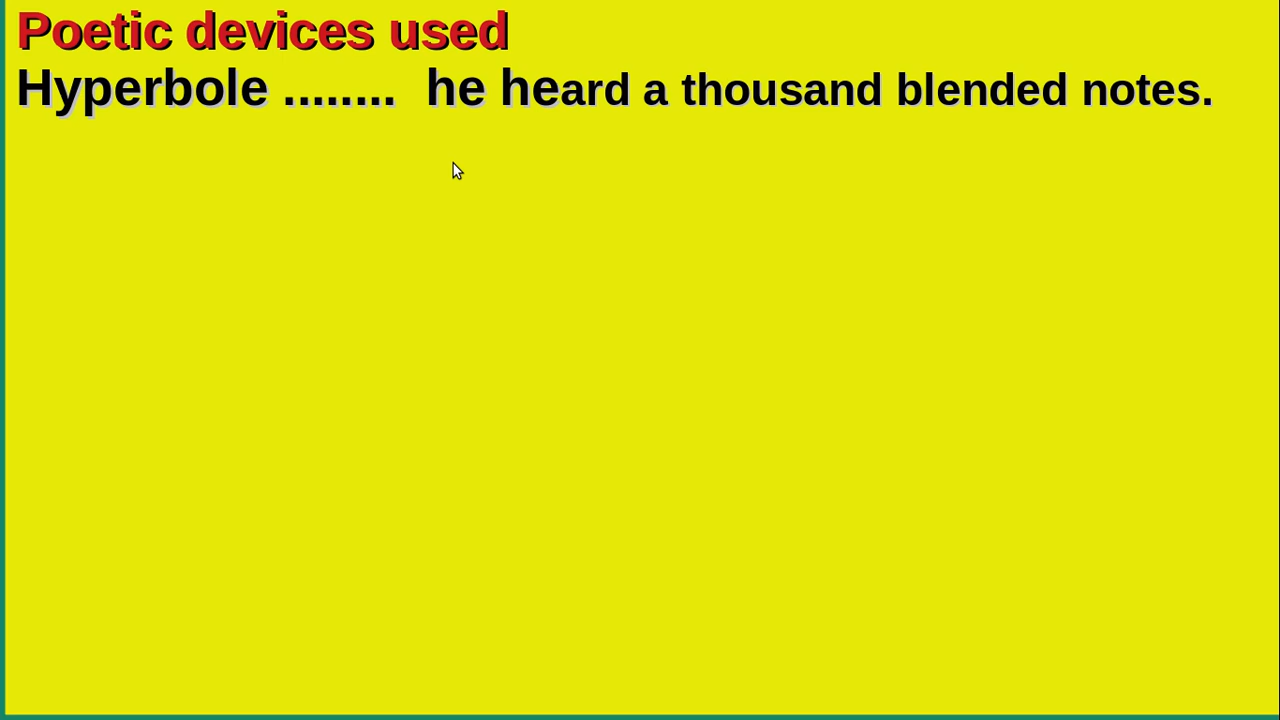 Poetic devices used
Hyperbole ........ he heard a thousand blended notes.